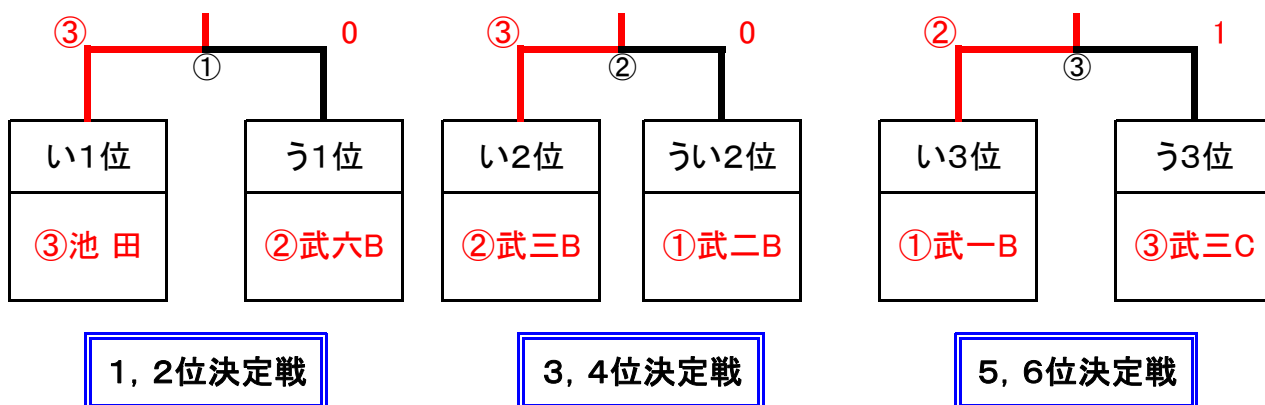 ③ 0 ③ 0 ② 1
① ② ③
い1位 う1位 い2位 うい2位 い3位 う3位
③池 田 ②武六B ②武三B ①武二B ①武一B ③武三C
1，2位決定戦 3，4位決定戦 5，6位決定戦